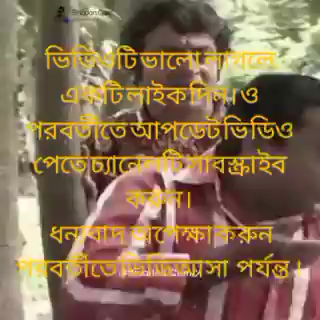 ভিডিওটি ভালো লাগলে
একটি লাইক দিন। ও
পরবর্তীতে আপডেট ভিডিও
পেতে চ্যানেলটি সাবস্ক্রাইব
করুন।
ধন্যবাদ অপেক্ষা করুন
পরবর্তীতে ভিডি আসা পর্যন্ত।